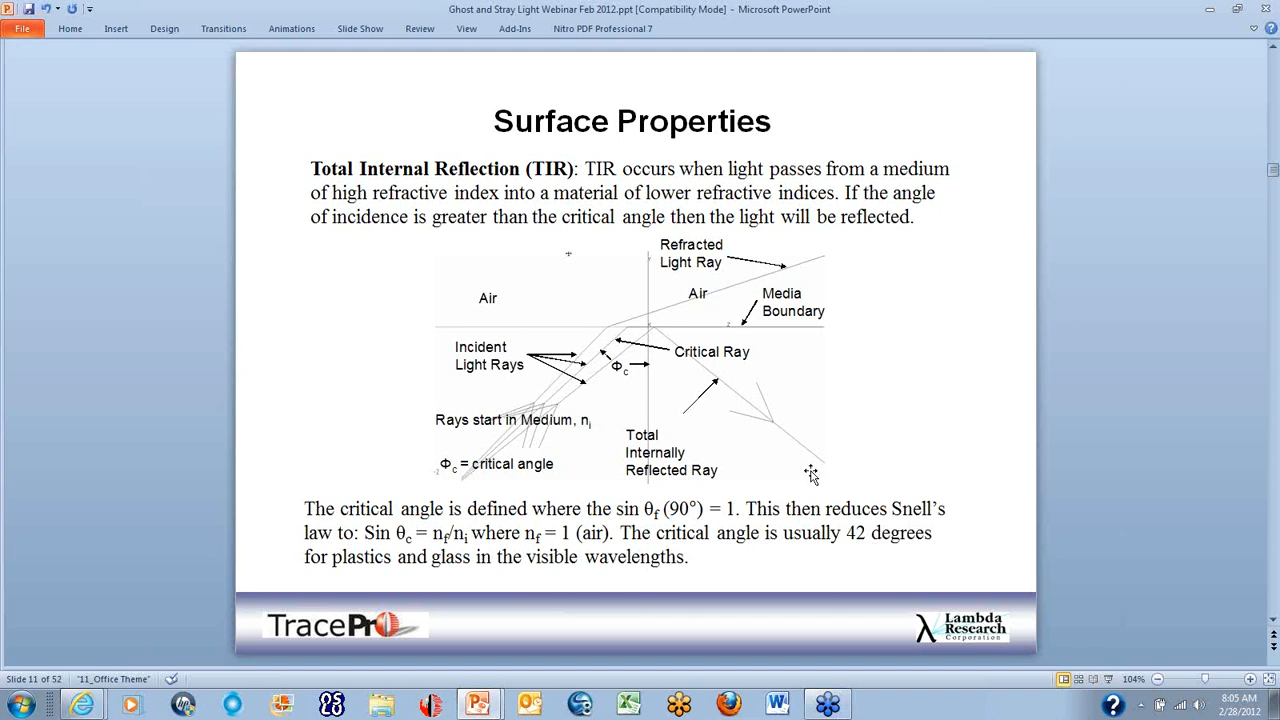 Ghost and Stray Light Webinar Feb 2012.ppt [Compatibility Mode] - Microsoft PowerPoint
File Home Insert Design Transitions Animations Slide Show Review View Add-Ins Nitro PDF Professional 7
Surface Properties
Total Internal Reflection (TIR): TIR occurs when light passes from a medium
of high refractive index into a material of lower refractive indices. If the angle
of incidence is greater than the critical angle then the light will be reflected.
Refracted
Light Ray
Air
Air
Media
Boundary
Incident
Light Rays
Critical Ray
Φc
Rays start in Medium, ni
Φc = critical angle
Total
Internally
Reflected Ray
The critical angle is defined where the sin θf (90°) = 1. This then reduces Snell's
law to: Sin θc = nf/ni where nf = 1 (air). The critical angle is usually 42 degrees
for plastics and glass in the visible wavelengths.
TracePro
Lambda
Research
Corporation
Slide 11 of 52
"11_Office Theme"
104%
8:05 AM
2/28/2012